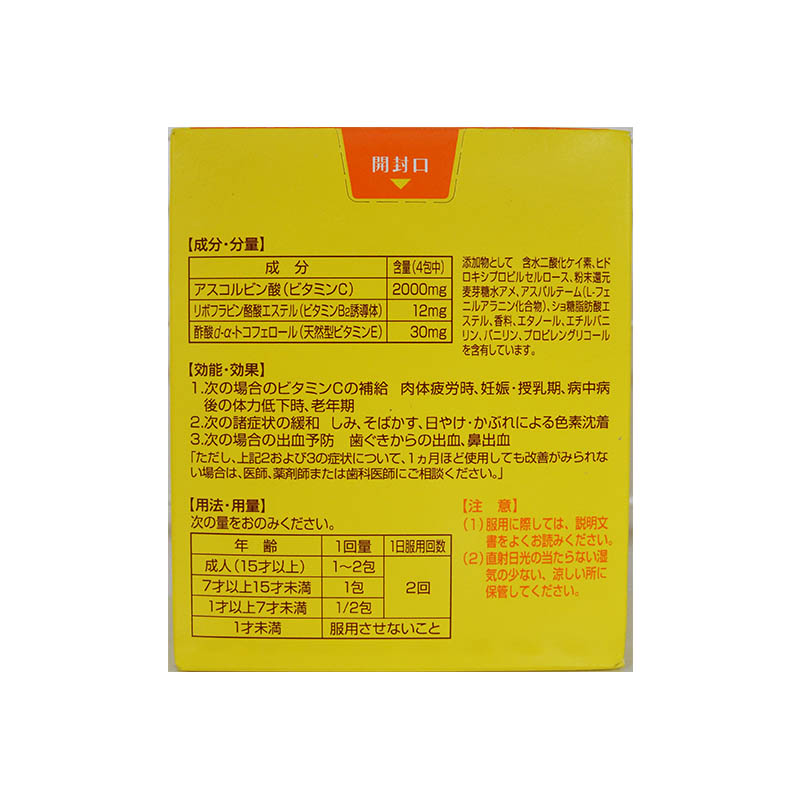 開封口
【成分・分量】
成 分 含量(4包中)
アスコルビン酸(ビタミンC) 2000mg
リボフラビン酪酸エステル(ビタミンB2誘導体) 12mg
酢酸d-α-トコフェロール(天然型ビタミンE) 30mg
添加物として 含水二酸化ケイ素、ヒド
ロキシプロピルセルロース、粉末還元
麦芽糖水アメ、アスパルテーム(L-フェ
ニルアラニン化合物)、ショ糖脂肪酸エ
ステル、香料、エタノール、エチルバニ
リン、バニリン、プロピレングリコール
を含有しています。
【効能・効果】
1.次の場合のビタミンCの補給 肉体疲労時、妊娠・授乳期、病中病
後の体力低下時、老年期
2.次の諸症状の緩和 しみ、そばかす、日やけ・かぶれによる色素沈着
3.次の場合の出血予防 歯ぐきからの出血、鼻出血
「ただし、上記2および3の症状について、1ヵ月ほど使用しても改善がみられな
い場合は、医師、薬剤師または歯科医師にご相談ください。」
【用法・用量】
次の量をおのみください。
年 齢 1回量 1日服用回数
成人(15才以上) 1〜2包
7才以上15才未満 1包 2回
1才以上7才未満 1/2包
1才未満 服用させないこと
【注 意】
(1)服用に際しては、説明文
書をよくお読みください。
(2)直射日光の当たらない湿
気の少ない、涼しい所に
保管してください。